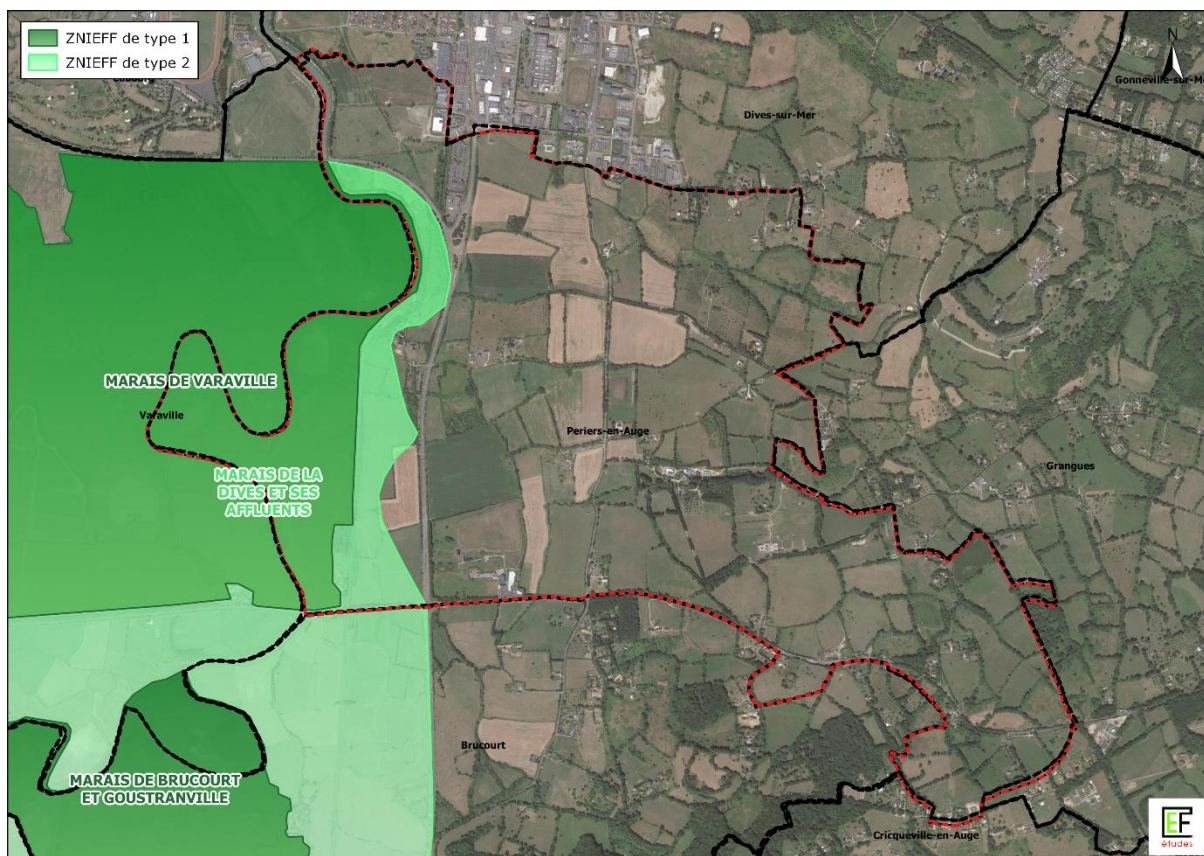 ZNIEFF de type 1
ZNIEFF de type 2
N
Gonneville-sur-Me
Dives-sur-Mer
MARAIS DE VARAVILLE
Varaville
Periers-en-Auge
MARAIS DE LA
DIVES ET SES
AFFLUENTS
Grangues
Brucourt
MARAIS DE BRUCOURT
ET GOUSTRANVILLE
Cricqueville-en-Auge
EF
études